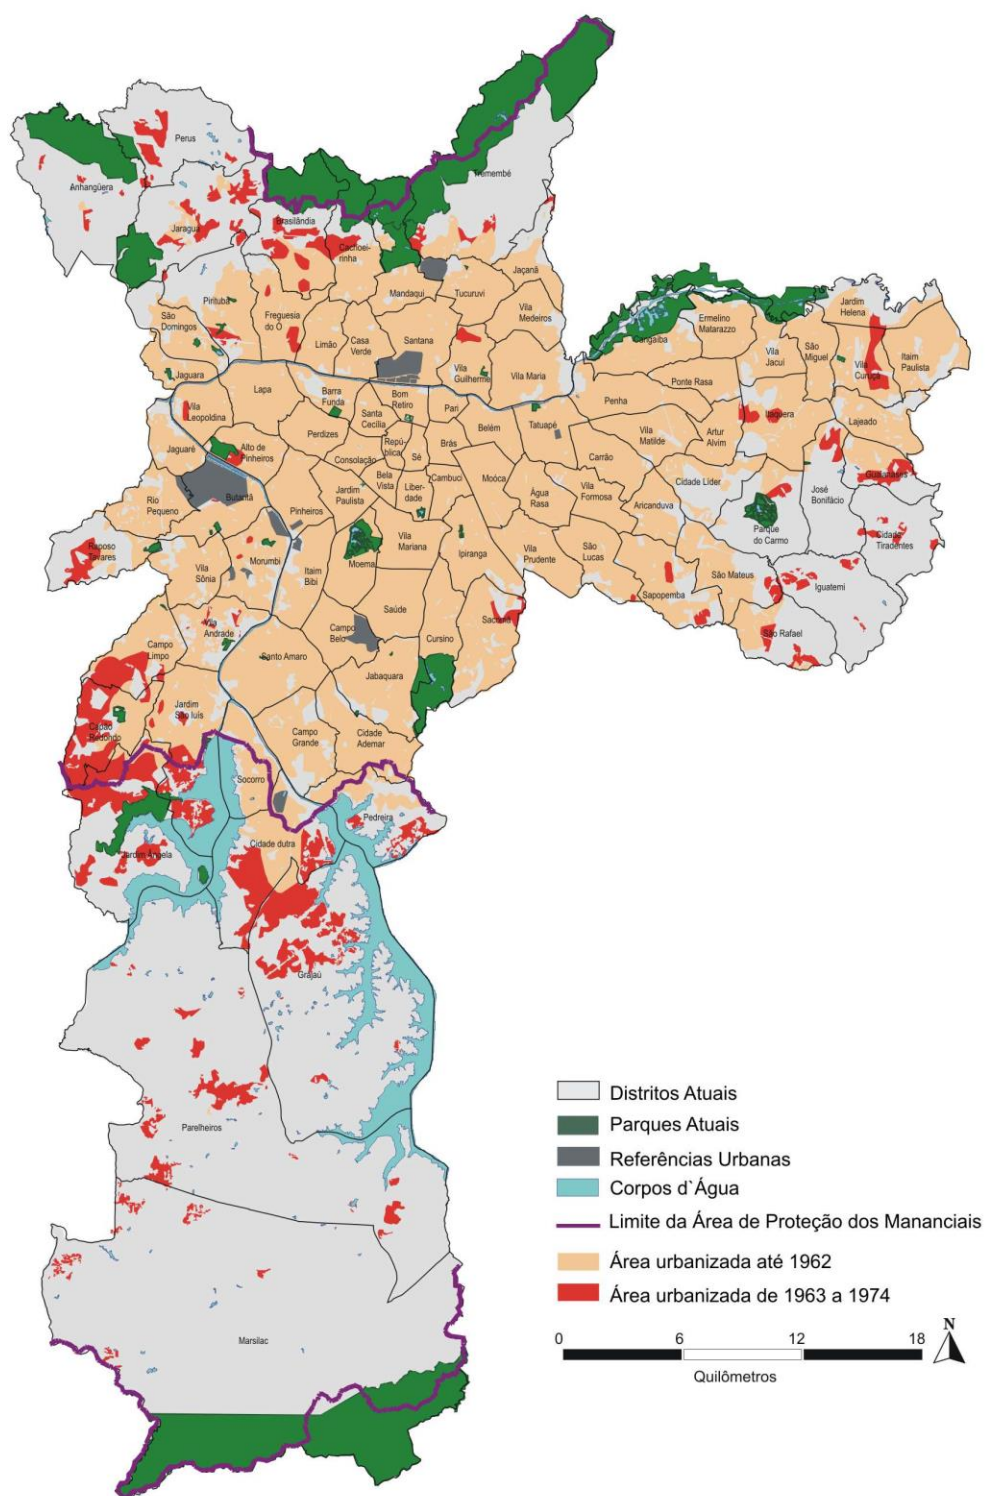 Perus
Anhangüera
Tremembé
Jaraguá
Brasilândia
Cachoei-
rinha
Jaçanã
Mandaqui
Tucuruvi
Pirituba
São
Domingos
Freguesia
do Ó
Vila
Medeiros
Limão
Casa
Verde
Santana
Jaguara
Lapa
Vila
Guilherme
Vila Maria
Cangaíba
Ermelino
Matarazzo
Jardim
Helena
Vila
Jacuí
São
Miguel
Vila
Curuçá
Itaim
Paulista
Barra
Funda
Bom
Retiro
Pari
Ponte Rasa
Vila
Leopoldina
Santa
Cecília
Belém
Tatuapé
Penha
Itaquera
Lajeado
Perdizes
Repú-
blica
Sé
Brás
Vila
Matilde
Artur
Alvim
Jaguaré
Alto de
Pinheiros
Consolação
Carrão
Guaianases
Bela
Vista
Cambuci
Moóca
Cidade Líder
Butantã
Jardim
Paulista
Liber-
dade
Água
Rasa
Vila
Formosa
Aricanduva
José
Bonifácio
Rio
Pequeno
Pinheiros
Parque
do Carmo
Cidade
Tiradentes
Raposo
Tavares
Vila
Mariana
Ipiranga
Vila
Prudente
São
Lucas
Morumbi
Moema
Vila
Sônia
Itaim
Bibi
São Mateus
Iguatemi
Sapopemba
Saúde
Sacomã
Vila
Andrade
Campo
Belo
Cursino
São Rafael
Campo
Limpo
Santo Amaro
Jabaquara
Capão
Redondo
Jardim
São luís
Campo
Grande
Cidade
Ademar
Socorro
Pedreira
Jardim Ângela
Cidade dutra
Grajaú
Parelheiros
Marsilac
Distritos Atuais
Parques Atuais
Referências Urbanas
Corpos d`Água
Limite da Área de Proteção dos Mananciais
Área urbanizada até 1962
Área urbanizada de 1963 a 1974
0 6 12 18
N
Quilômetros